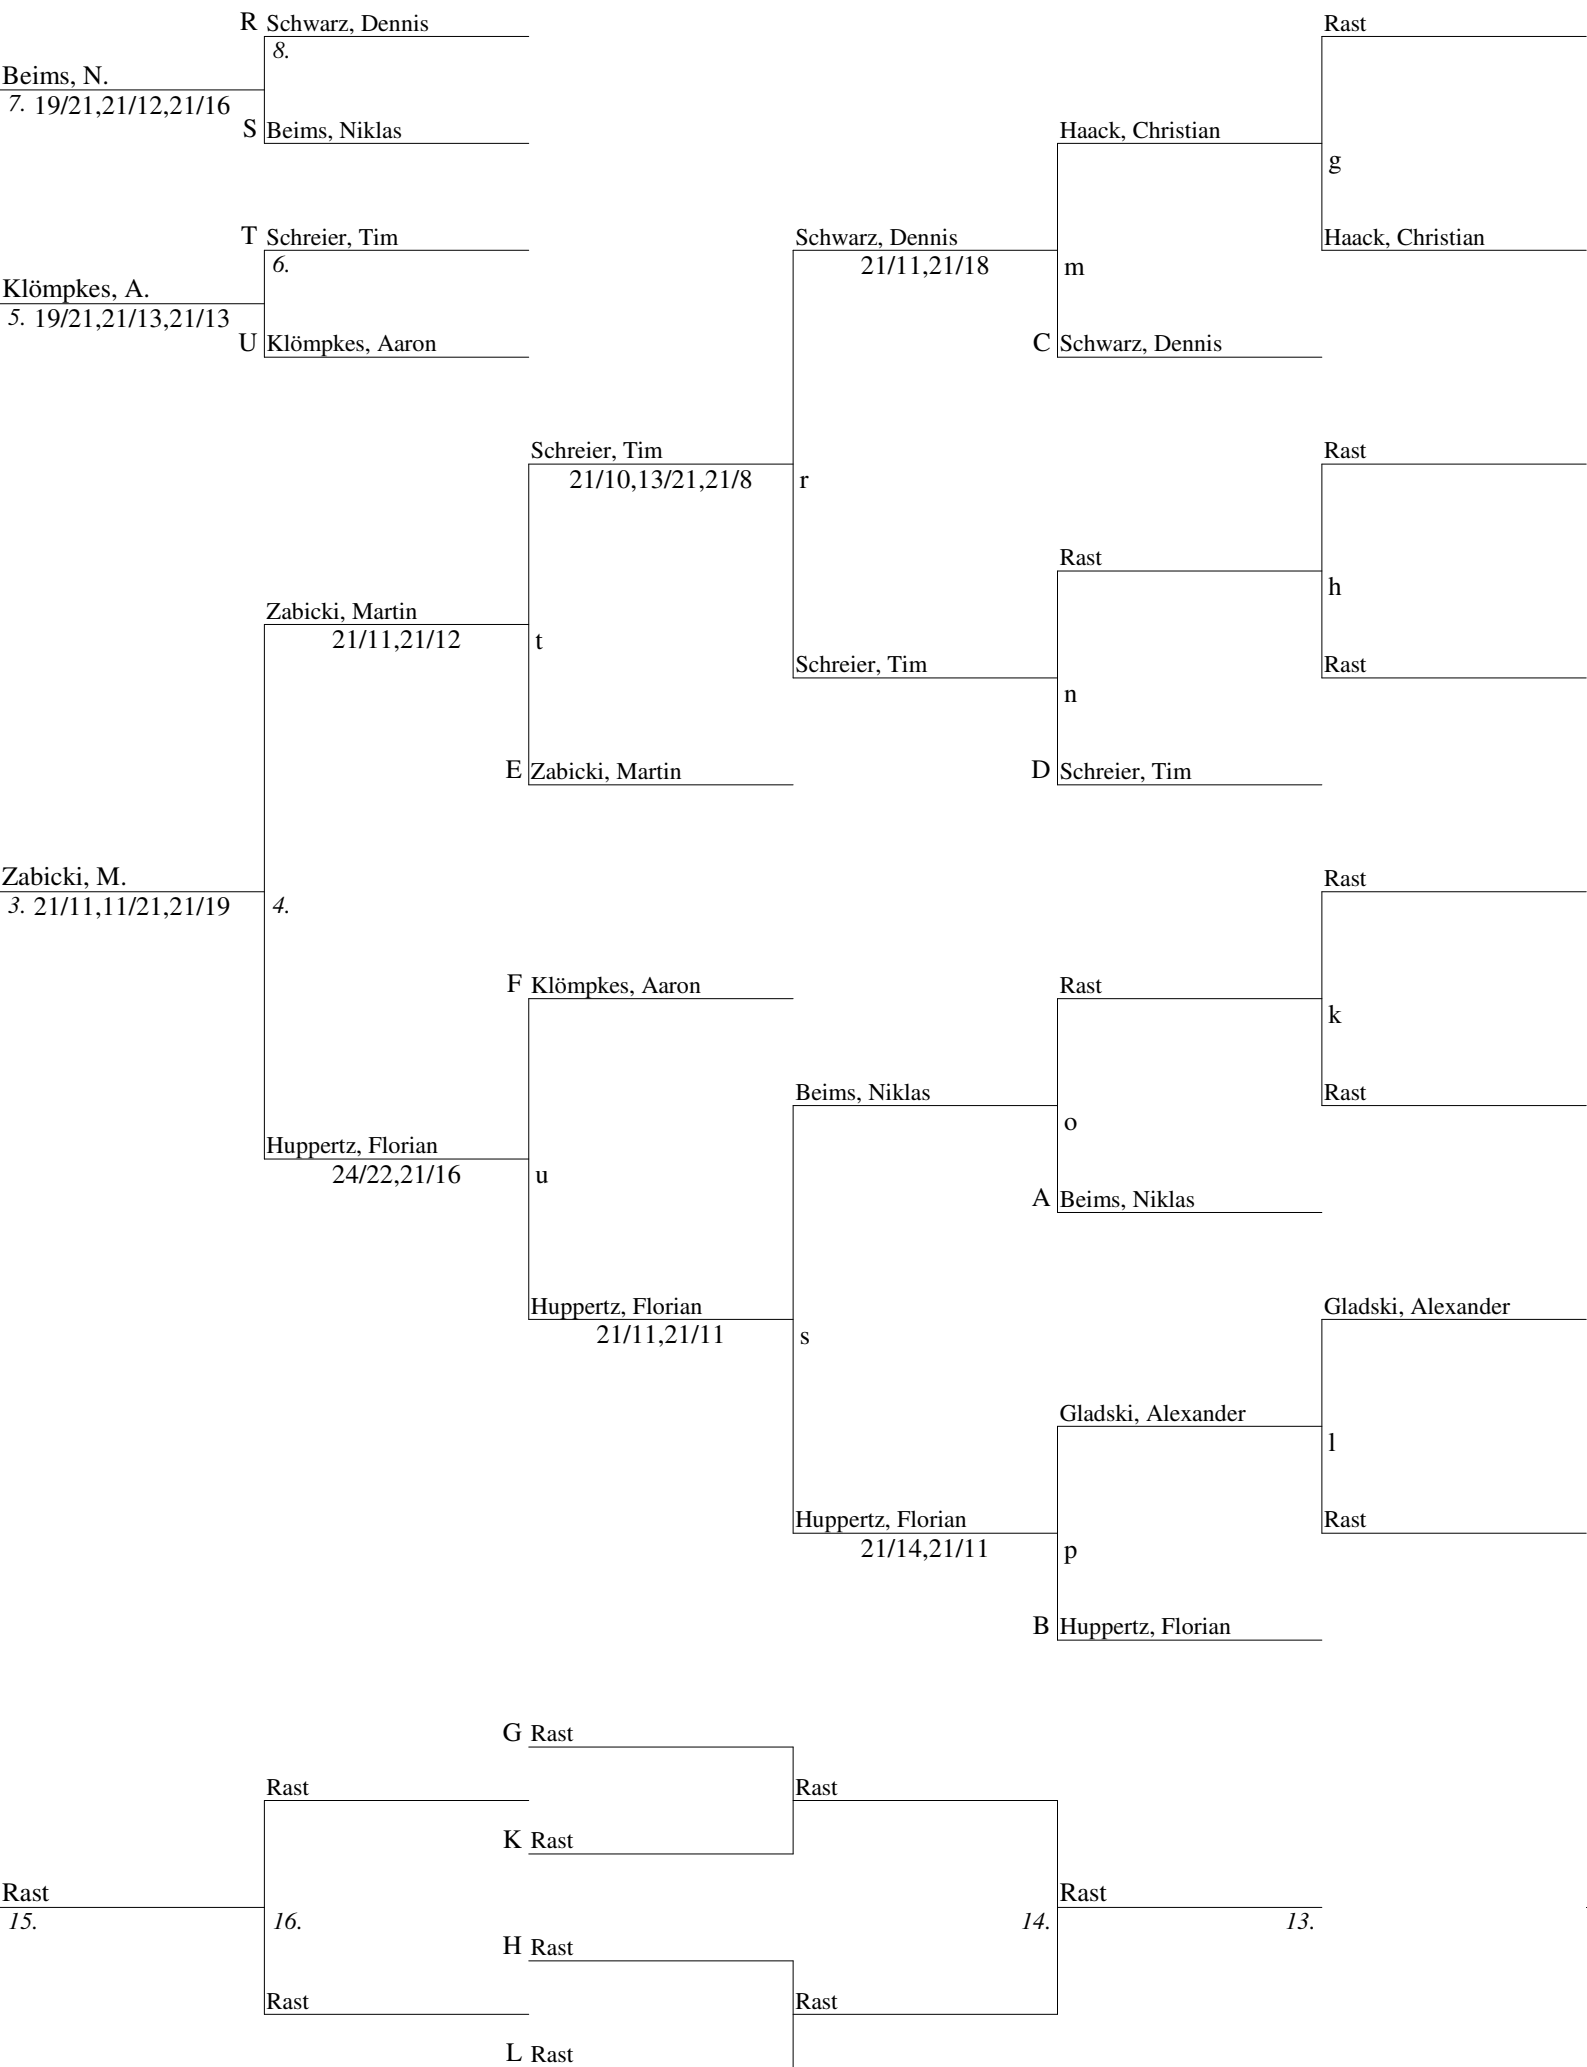 R Schwarz, Dennis
Rast
8.
Beims, N.
7. 19/21,21/12,21/16
S Beims, Niklas
Haack, Christian
g
T Schreier, Tim
Schwarz, Dennis
Haack, Christian
6.
21/11,21/18
m
Klömpkes, A.
5. 19/21,21/13,21/13
U Klömpkes, Aaron
C Schwarz, Dennis
Schreier, Tim
Rast
21/10,13/21,21/8
r
Rast
h
Zabicki, Martin
21/11,21/12
t
Schreier, Tim
Rast
n
E Zabicki, Martin
D Schreier, Tim
Zabicki, M.
Rast
3. 21/11,11/21,21/19
4.
F Klömpkes, Aaron
Rast
k
Beims, Niklas
Rast
o
Huppertz, Florian
24/22,21/16
u
A Beims, Niklas
Huppertz, Florian
Gladski, Alexander
21/11,21/11
s
Gladski, Alexander
l
Huppertz, Florian
Rast
21/14,21/11
p
B Huppertz, Florian
G Rast
Rast
Rast
K Rast
Rast
Rast
15.
16.
14.
13.
H Rast
Rast
Rast
L Rast